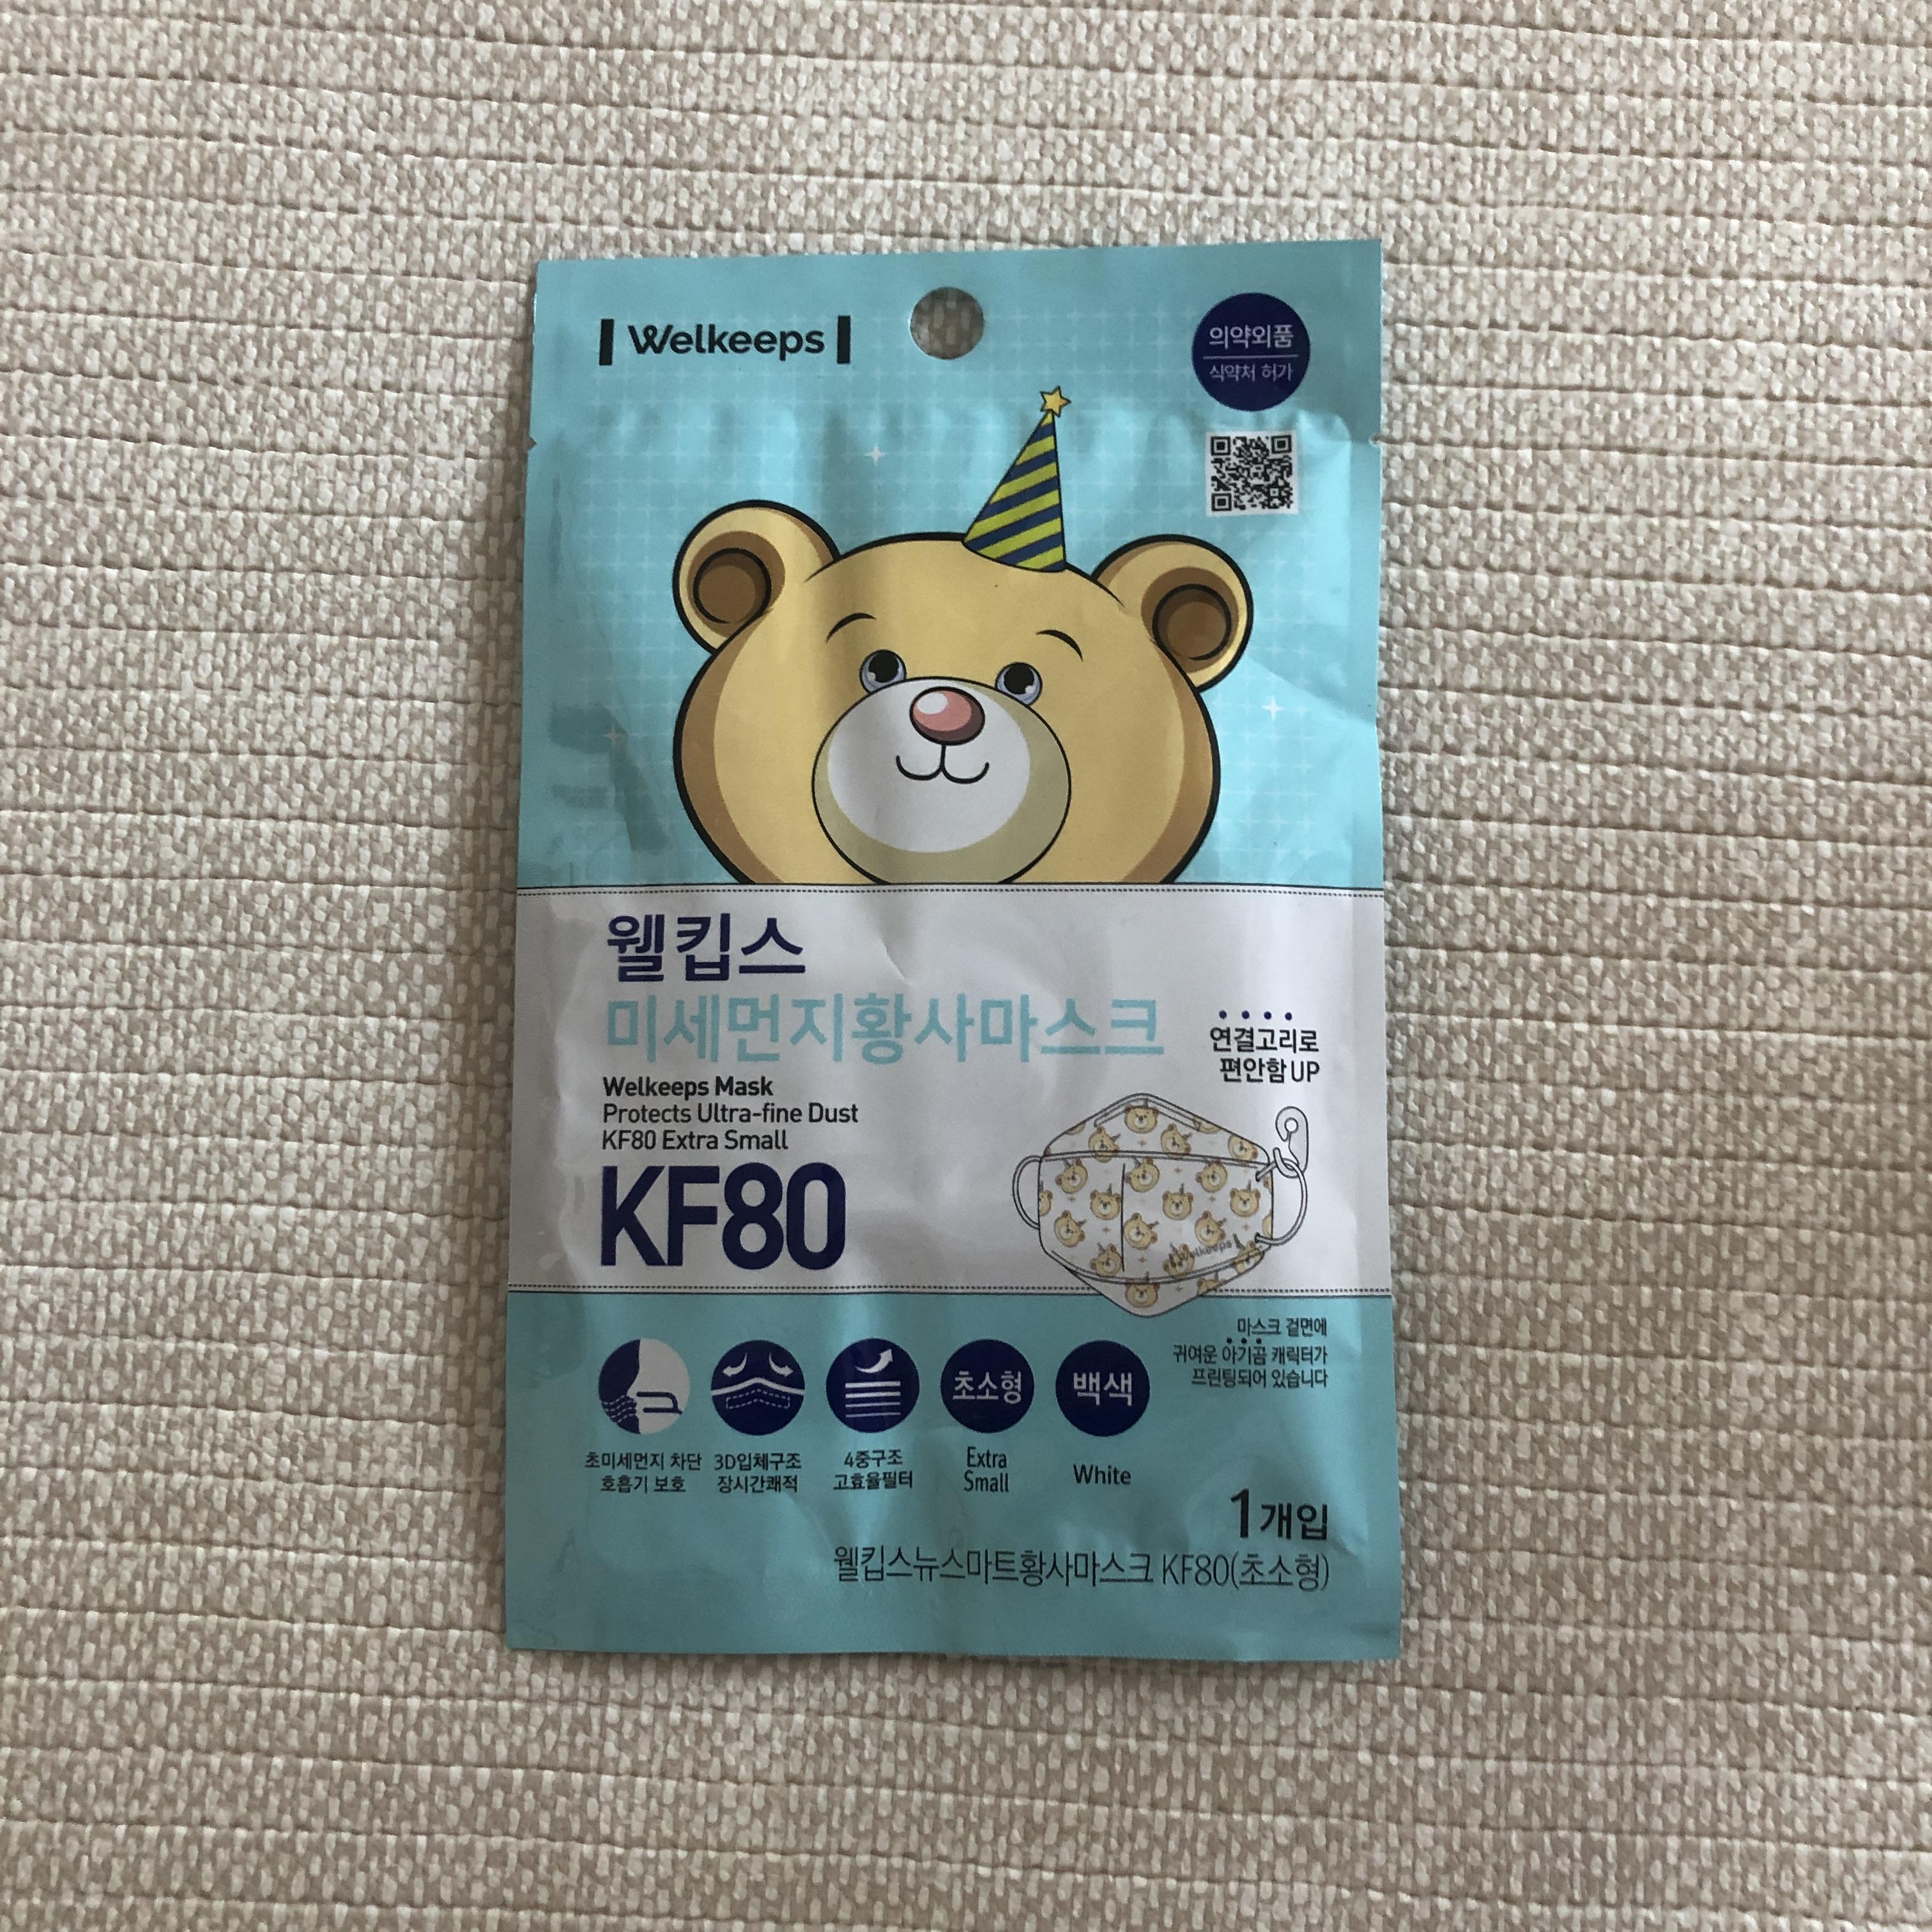 Welkeeps
의약외품
식약처 허가
웰킵스
미세먼지황사마스크
연결고리로
편안함UP
Welkeeps Mask
Protects Ultra-fine Dust
KF80 Extra Small
KF80
Welkeeps
마스크 겉면에
귀여운 아기곰 캐릭터가
프린팅되어 있습니다
초미세먼지 차단
호흡기 보호
3D입체구조
장시간쾌적
4중구조
고효율필터
초소형
Extra
Small
백색
White
1개입
웰킵스뉴스마트황사마스크 KF80(초소형)